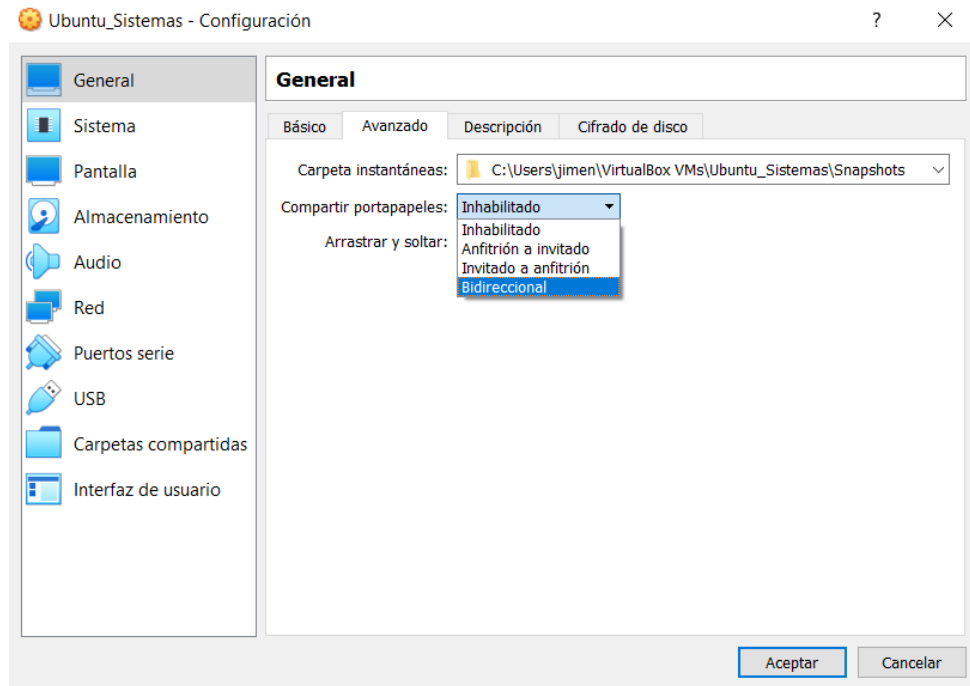 Ubuntu_Sistemas - Configuración
?
General
Sistema
Pantalla
Almacenamiento
Audio
Red
Puertos serie
USB
Carpetas compartidas
Interfaz de usuario
General
Básico Avanzado Descripción Cifrado de disco
Carpeta instantáneas: C:\Users\jimen\VirtualBox VMs\Ubuntu_Sistemas\Snapshots
Compartir portapapeles: Inhabilitado
Inhabilitado
Arrastrar y soltar: Anfitrión a invitado
Invitado a anfitrión
Bidireccional
Aceptar Cancelar